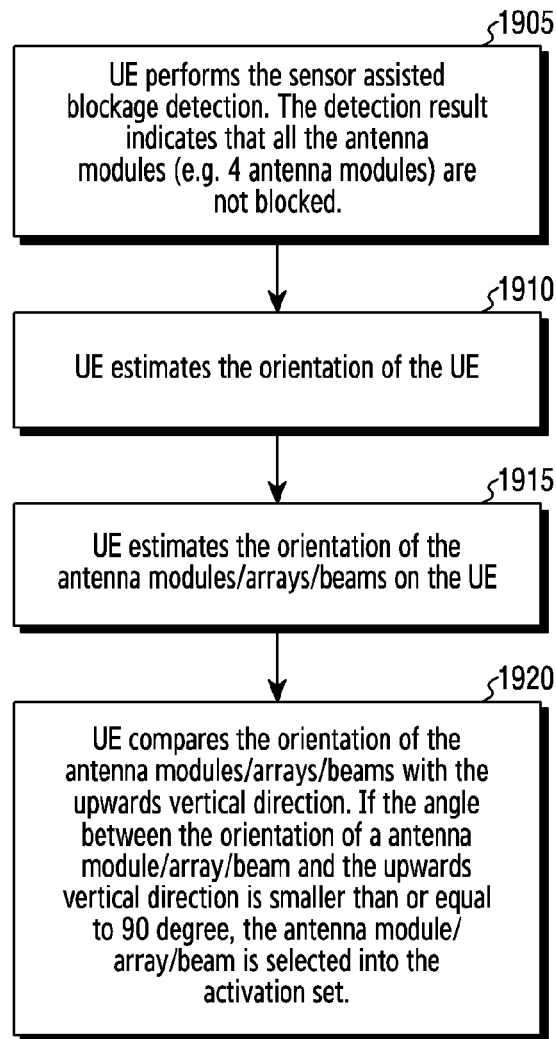 1905
UE performs the sensor assisted
blockage detection. The detection result
indicates that all the antenna
modules (e.g. 4 antenna modules) are
not blocked.
1910
UE estimates the orientation of the UE
1915
UE estimates the orientation of the
antenna modules/arrays/beams on the UE
1920
UE compares the orientation of the
antenna modules/arrays/beams with the
upwards vertical direction. If the angle
between the orientation of a antenna
module/array/beam and the upwards
vertical direction is smaller than or equal
to 90 degree, the antenna module/
array/beam is selected into the
activation set.